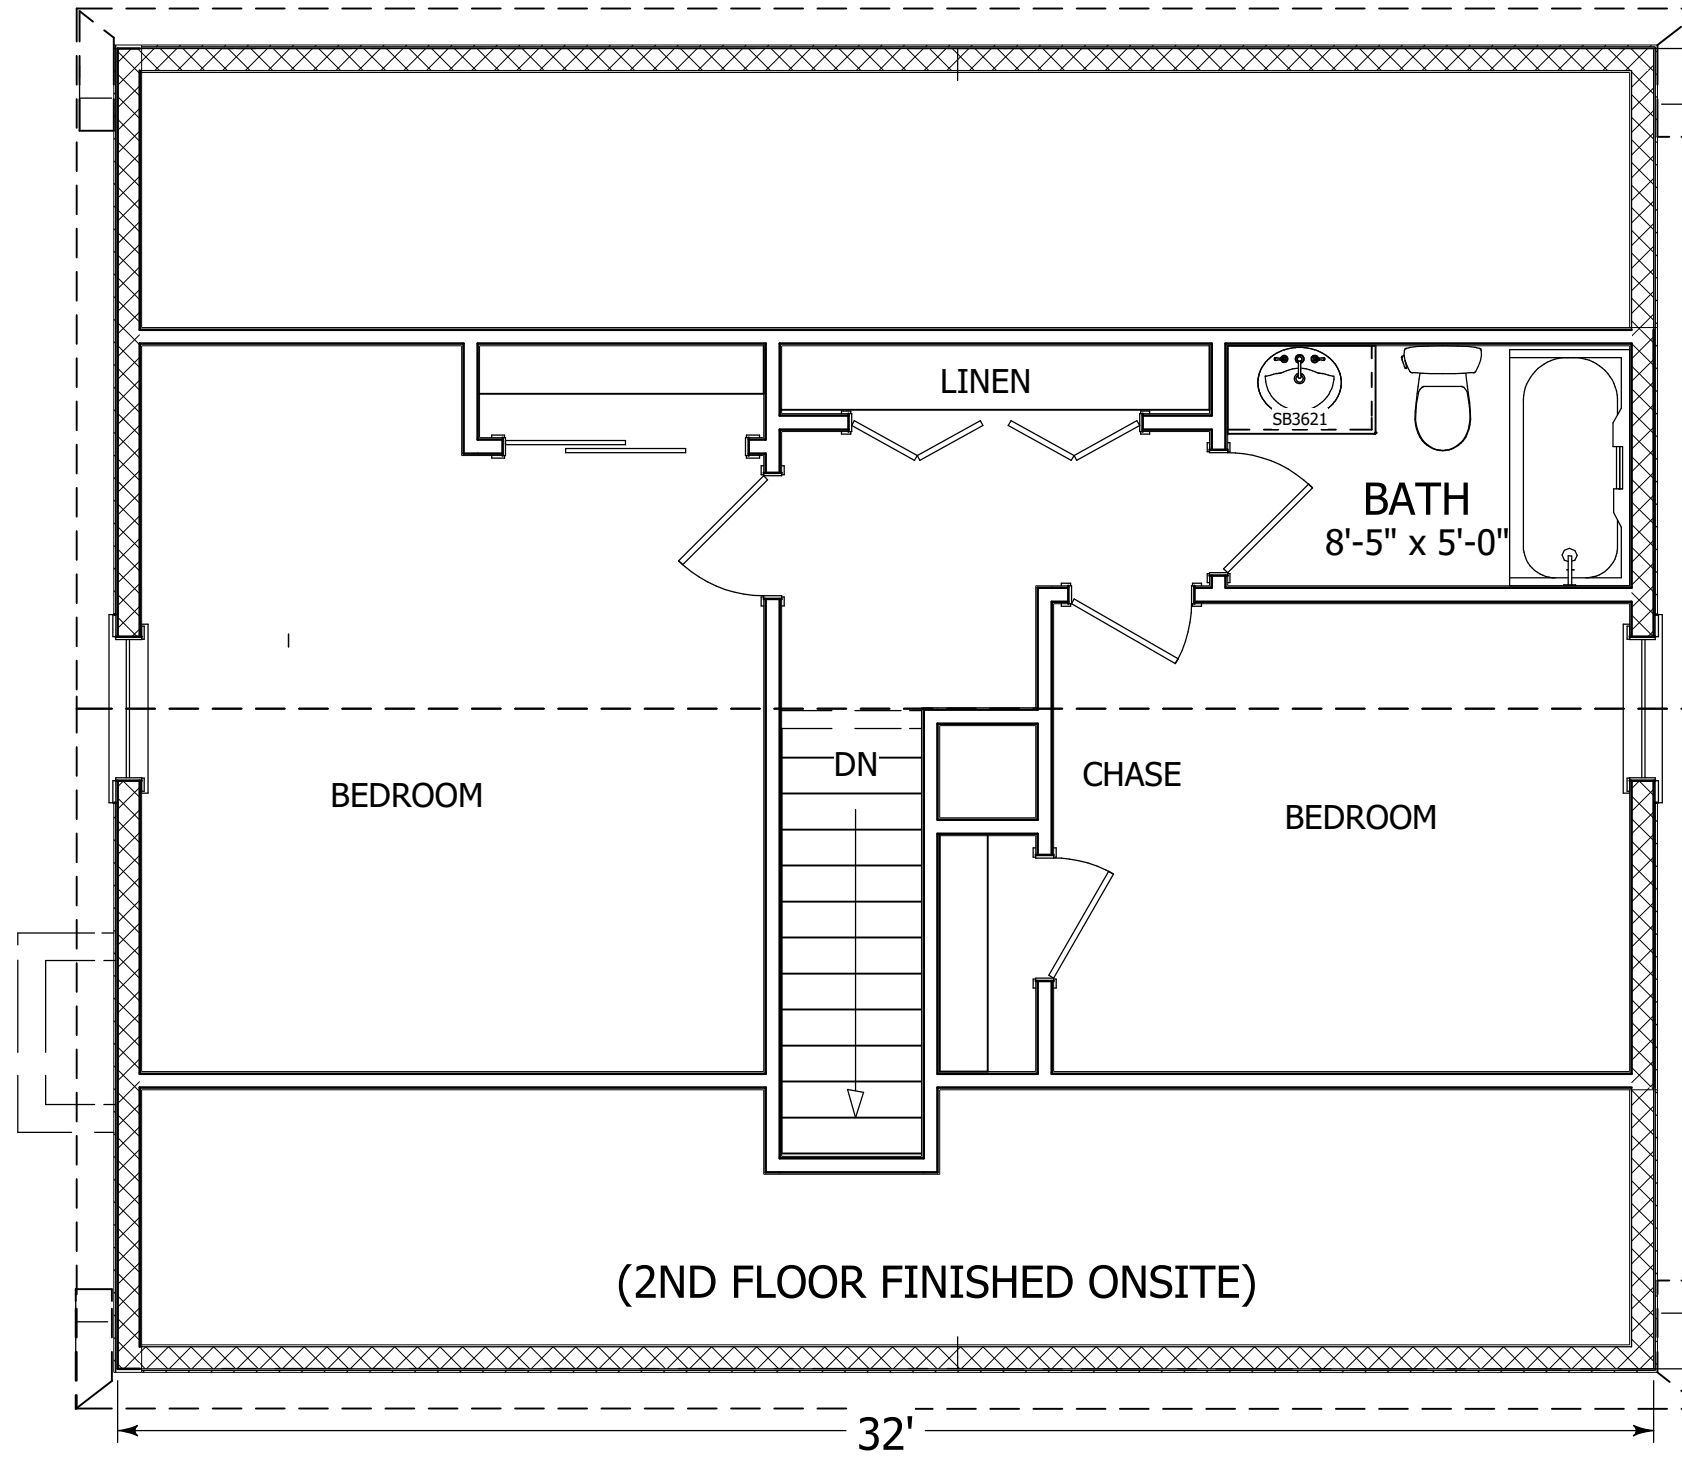 LINEN
SB3621
BATH
8'-5" x 5'-0"
DN
CHASE
BEDROOM
BEDROOM
(2ND FLOOR FINISHED ONSITE)
32'